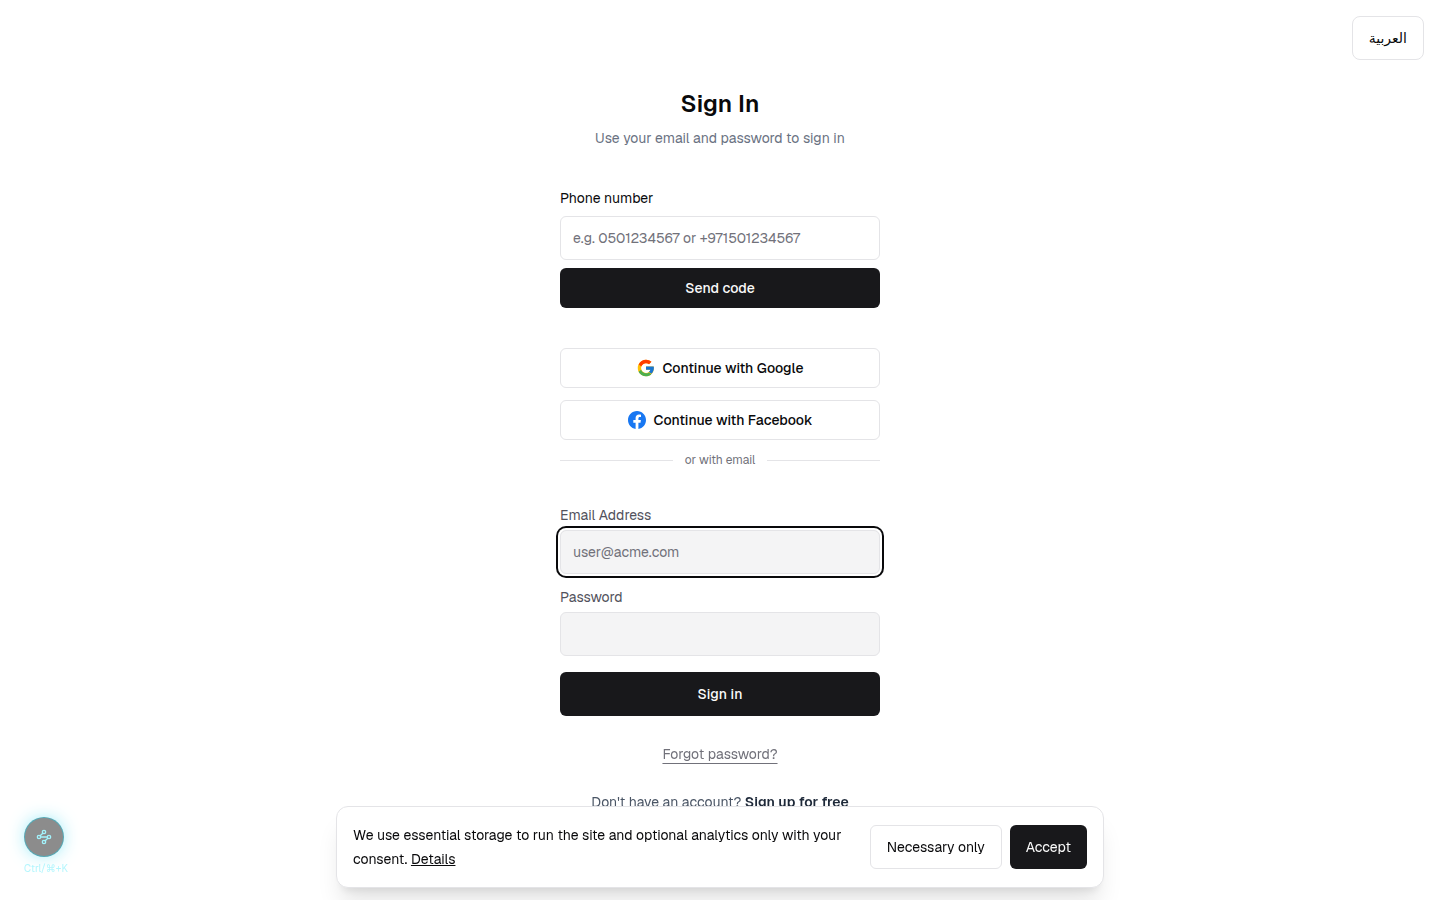 العربية
Sign In
Use your email and password to sign in
Phone number
e.g. 0501234567 or +971501234567
Send code
Continue with Google
Continue with Facebook
or with email
Email Address
user@acme.com
Password
Sign in
Forgot password?
Don't have an account? Sign up for free
We use essential storage to run the site and optional analytics only with your
consent. Details
Necessary only
Accept
Ctrl/⌘+K